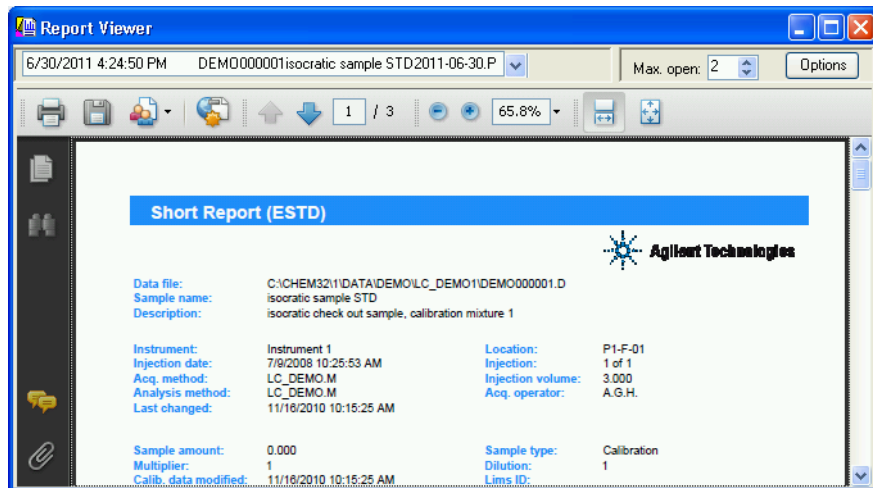 Report Viewer
6/30/2011 4:24:50 PM DEMO000001isocratic sample STD2011-06-30.P Max. open: 2 Options
1 / 3 65.8%
Short Report (ESTD)
Agilent Technologies
Data file: C:\CHEM32\1\DATA\DEMO\LC_DEMO1\DEMO000001.D
Sample name: isocratic sample STD
Description: isocratic check out sample, calibration mixture 1
Instrument: Instrument 1 Location: P1-F-01
Injection date: 7/9/2008 10:25:53 AM Injection: 1 of 1
Acq. method: LC_DEMO.M Injection volume: 3.000
Analysis method: LC_DEMO.M Acq. operator: A.G.H.
Last changed: 11/16/2010 10:15:25 AM
Sample amount: 0.000 Sample type: Calibration
Multiplier: 1 Dilution: 1
Calib. data modified: 11/16/2010 10:15:25 AM Lims ID: